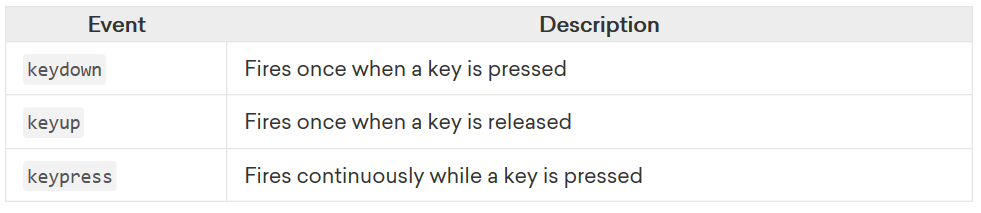 Event Description
keydown Fires once when a key is pressed
keyup Fires once when a key is released
keypress Fires continuously while a key is pressed